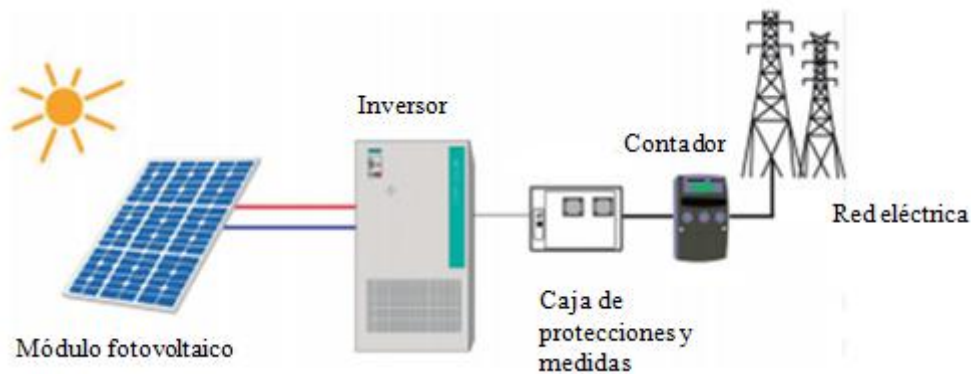 Inversor
Contador
Red eléctrica
Caja de
protecciones y
medidas
Módulo fotovoltaico